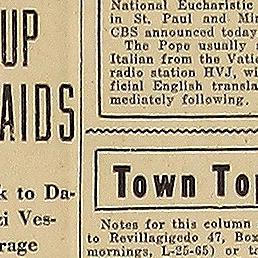 UP
AIDS
k to Da-
zi Ves-
rage
National Eucharistic
in St. Paul and Min
CBS announced today
The Pope usually s
Italian from the Vatic
radio station HVJ, wi
ficial English transla
mediately following.
Town Top
Notes for this column
to Revillagigedo 47, Box
mornings, L-25-65) or ta